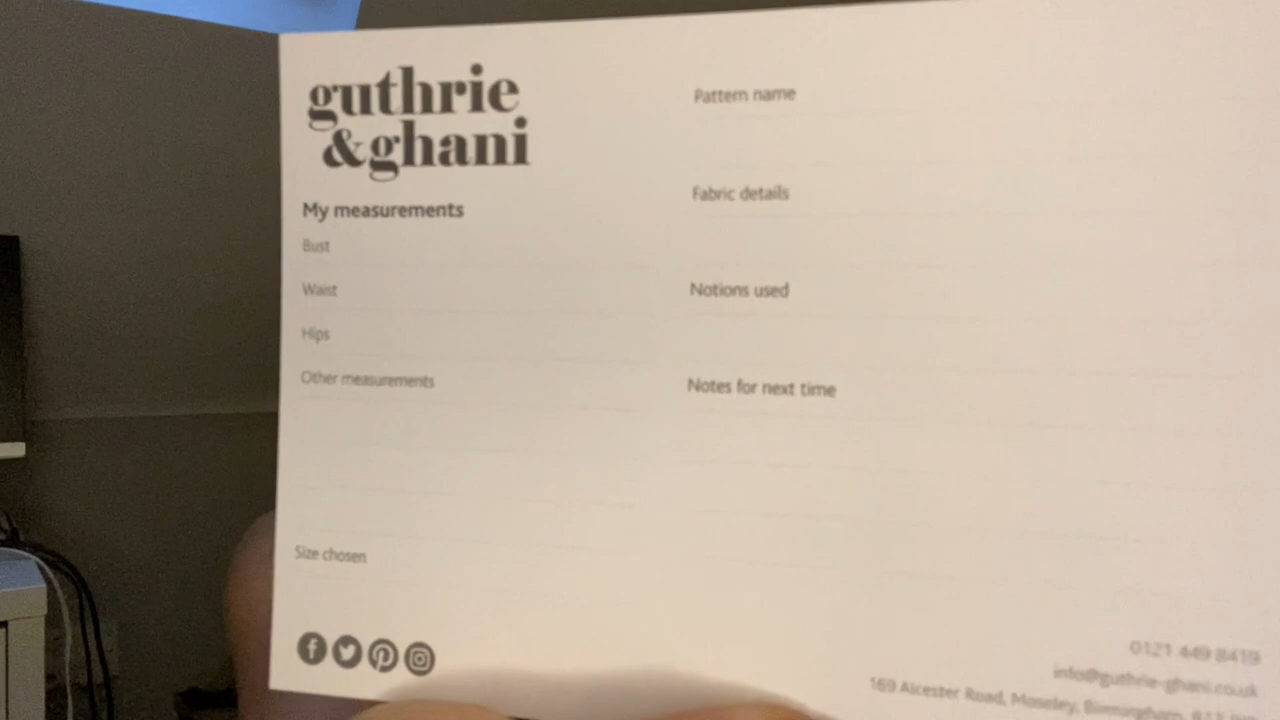 guthrie
&ghani
My measurements
Bust
Waist
Hips
Other measurements
Size chosen
Pattern name
Fabric details
Notions used
Notes for next time
0121 449 8419
info@guthrie-ghani.co.uk
169 Alcester Road, Moseley, Birmingham,